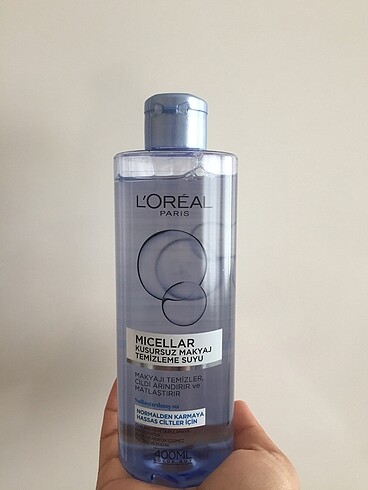 L'ORÉAL
PARIS
MICELLAR
KUSURSUZ MAKYAJ
TEMİZLEME SUYU
MAKYAJI TEMİZLER,
CİLDİ ARINDIRIR ve
MATLAŞTIRIR
NORMALDEN KARMAYA
HASSAS CİLTLER İÇİN
400ML